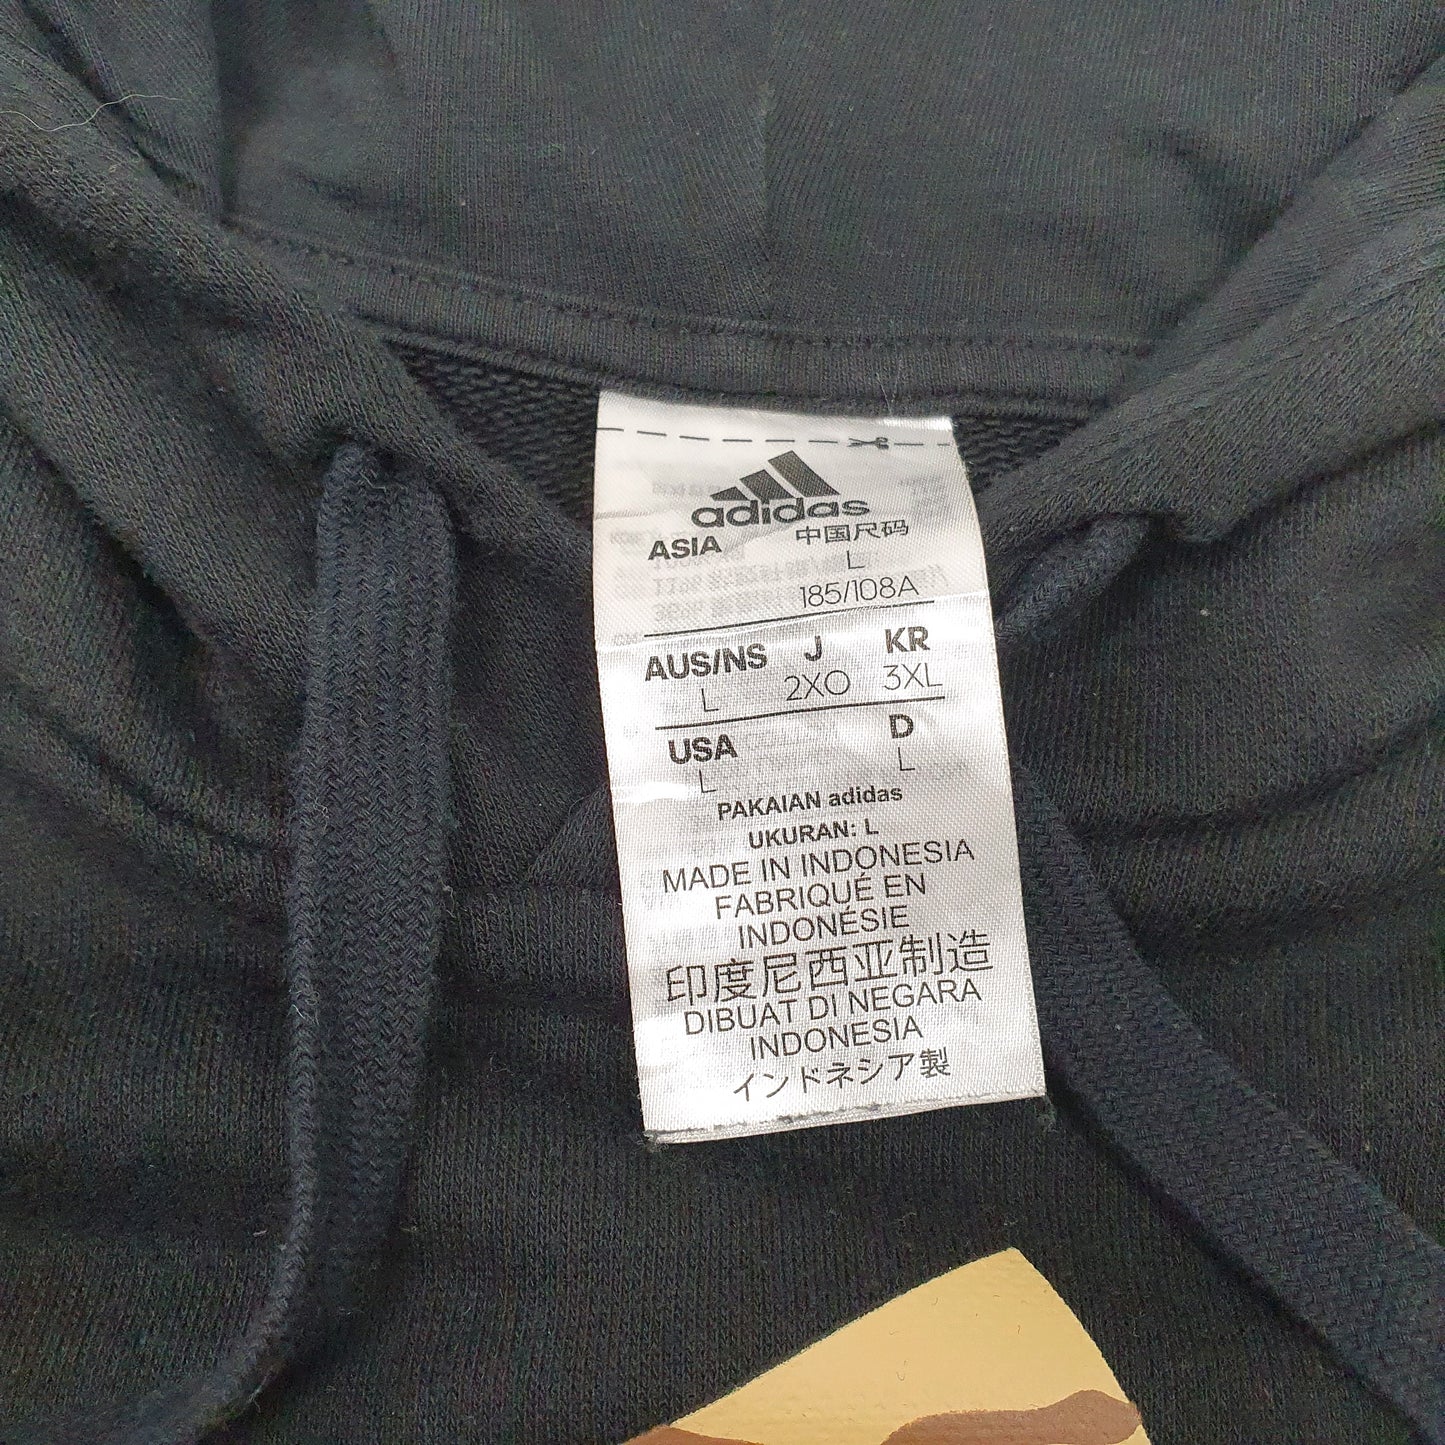 adidas
ASIA 中国尺码
L
185/108A
AUS/NS J KR
L 2XO 3XL
USA D
L L
PAKAIAN adidas
UKURAN: L
MADE IN INDONESIA
FABRIQUÉ EN
INDONÉSIE
印度尼西亚制造
DIBUAT DI NEGARA
INDONESIA
インドネシア製